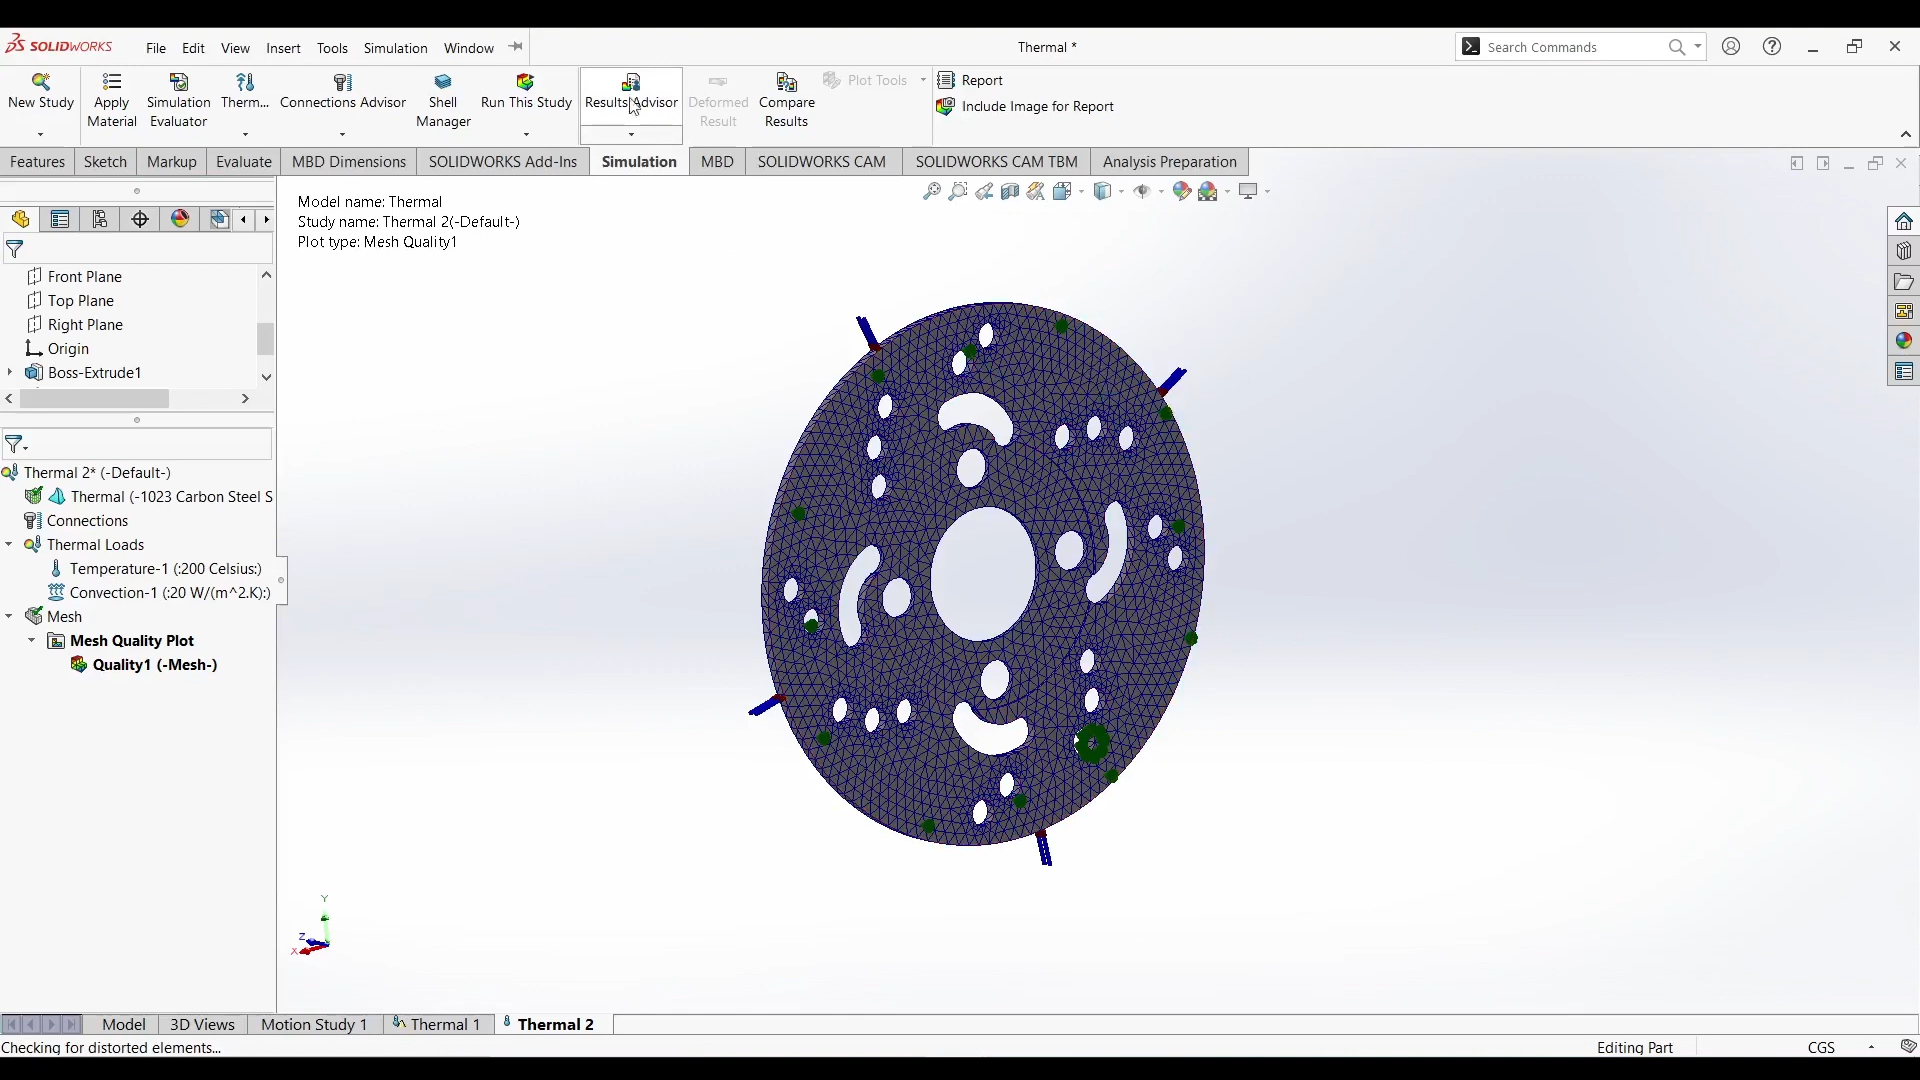 SOLIDWORKS File Edit View Insert Tools Simulation Window Thermal * Search Commands
New Study Apply Material Simulation Evaluator Therm... Connections Advisor Shell Manager Run This Study Results Advisor Deformed Result Compare Results Plot Tools Report
Include Image for Report
Features Sketch Markup Evaluate MBD Dimensions SOLIDWORKS Add-Ins Simulation MBD SOLIDWORKS CAM SOLIDWORKS CAM TBM Analysis Preparation
Model name: Thermal
Study name: Thermal 2(-Default-)
Plot type: Mesh Quality1
Front Plane
Top Plane
Right Plane
Origin
Boss-Extrude1
Thermal 2* (-Default-)
Thermal (-1023 Carbon Steel S
Connections
Thermal Loads
Temperature-1 (:200 Celsius:)
Convection-1 (:20 W/(m^2.K):)
Mesh
Mesh Quality Plot
Quality1 (-Mesh-)
Y
Z
X
Model 3D Views Motion Study 1 Thermal 1 Thermal 2
Checking for distorted elements... Editing Part CGS